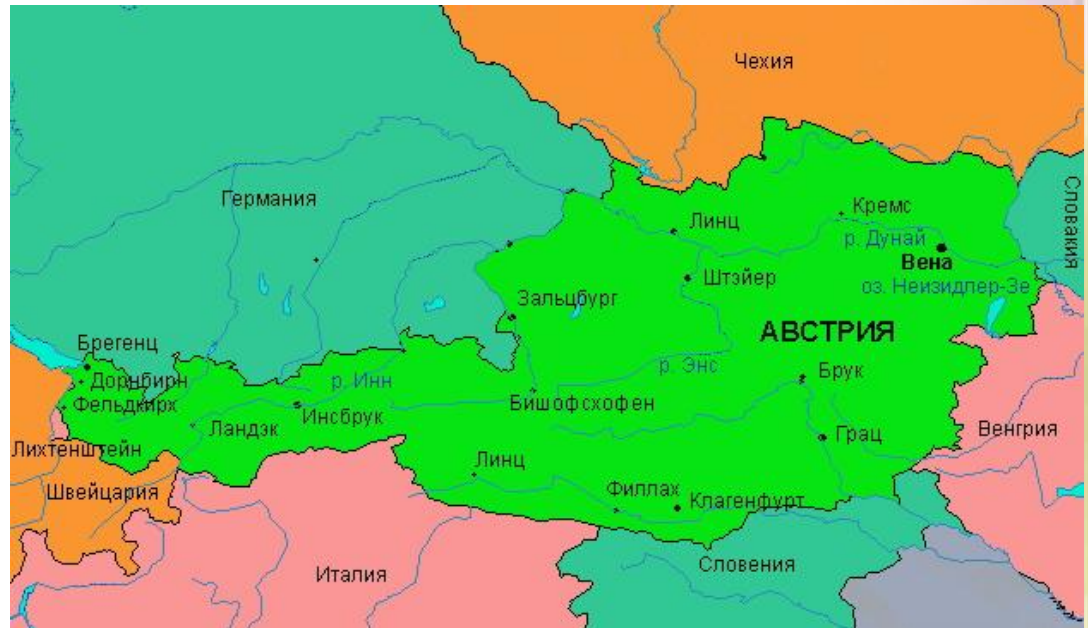 Чехия
Германия
Словакия
Линц
Кремс
р. Дунай
Вена
Штэйер
оз. Неизидлер-Зе
Зальцбург
АВСТРИЯ
Брегенц
Дорнбирн
р. Инн
р. Энс
Брук
Фельдкирх
Инсбрук
Бишофсхофен
Ландэк
Грац
Венгрия
Лихтенштейн
Линц
Швейцария
Филлах
Клагенфурт
Словения
Италия